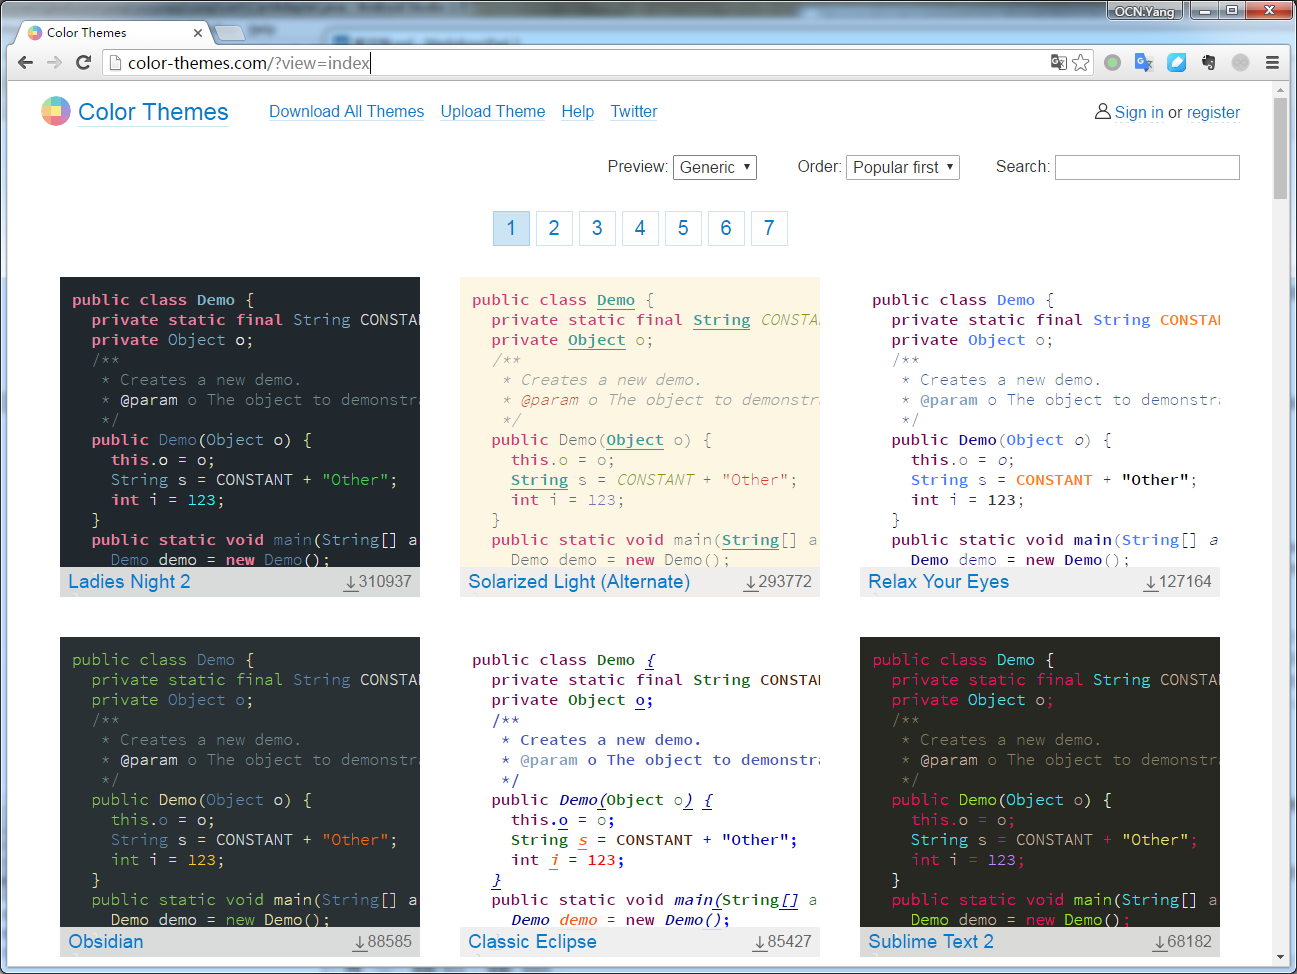 OCN.Yang
Color Themes
color-themes.com/?view=index
Color Themes
Download All Themes
Upload Theme
Help
Twitter
Sign in or register
Preview: Generic
Order: Popular first
Search:
1 2 3 4 5 6 7
public class Demo {
private static final String CONSTAN
private Object o;
/**
* Creates a new demo.
* @param o The object to demonstra
*/
public Demo(Object o) {
this.o = o;
String s = CONSTANT + "Other";
int i = 123;
}
public static void main(String[] a
Demo demo = new Demo();
Ladies Night 2
310937
public class Demo {
private static final String CONSTA
private Object o;
/**
* Creates a new demo.
* @param o The object to demonstra
*/
public Demo(Object o) {
this.o = o;
String s = CONSTANT + "Other";
int i = 123;
}
public static void main(String[] a
Demo demo = new Demo();
Solarized Light (Alternate)
293772
public class Demo {
private static final String CONSTAN
private Object o;
/**
* Creates a new demo.
* @param o The object to demonstra
*/
public Demo(Object o) {
this.o = o;
String s = CONSTANT + "Other";
int i = 123;
}
public static void main(String[] a
Demo demo = new Demo();
Relax Your Eyes
127164
public class Demo {
private static final String CONSTAN
private Object o;
/**
* Creates a new demo.
* @param o The object to demonstra
*/
public Demo(Object o) {
this.o = o;
String s = CONSTANT + "Other";
int i = 123;
}
public static void main(String[] a
Demo demo = new Demo();
Obsidian
88585
public class Demo {
private static final String CONSTAN
private Object o;
/**
* Creates a new demo.
* @param o The object to demonstra
*/
public Demo(Object o) {
this.o = o;
String s = CONSTANT + "Other";
int i = 123;
}
public static void main(String[] a
Demo demo = new Demo();
Classic Eclipse
85427
public class Demo {
private static final String CONSTAN
private Object o;
/**
* Creates a new demo.
* @param o The object to demonstra
*/
public Demo(Object o) {
this.o = o;
String s = CONSTANT + "Other";
int i = 123;
}
public static void main(String[] a
Demo demo = new Demo();
Sublime Text 2
68182